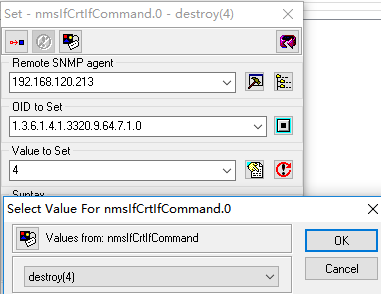 Set - nmsIfCrtIfCommand.0 - destroy(4)
Remote SNMP agent
192.168.120.213
OID to Set
1.3.6.1.4.1.3320.9.64.7.1.0
Value to Set
4
Syntax
Select Value For nmsIfCrtIfCommand.0
Values from: nmsIfCrtIfCommand
OK
destroy(4)
Cancel